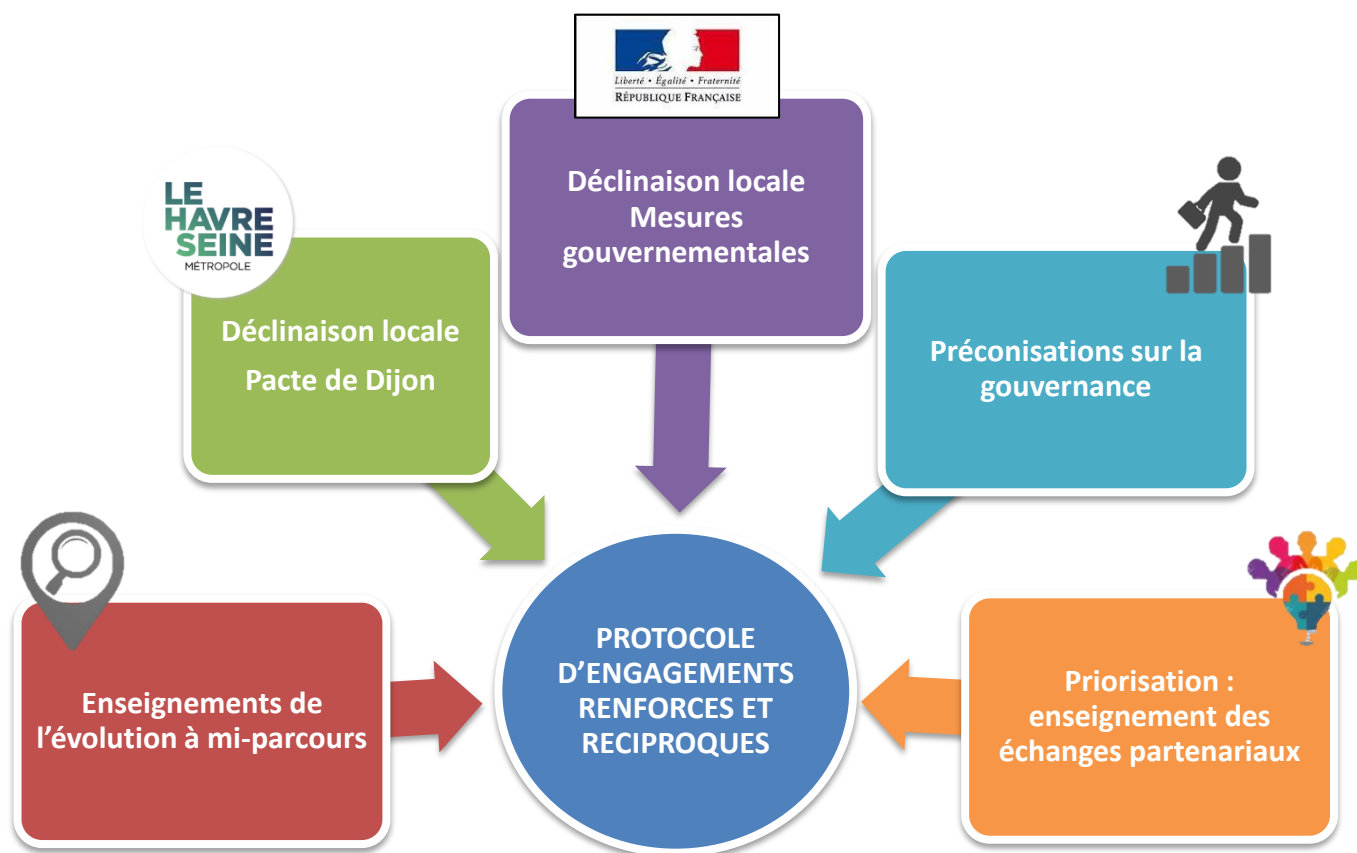 Liberté • Égalité • Fraternité
RÉPUBLIQUE FRANÇAISE
Déclinaison locale
Mesures
gouvernementales
LE
HAVRE
SEINE
MÉTROPOLE
Déclinaison locale
Pacte de Dijon
Préconisations sur la
gouvernance
Enseignements de
l’évolution à mi-parcours
PROTOCOLE
D’ENGAGEMENTS
RENFORCES ET
RECIPROQUES
Priorisation :
enseignement des
échanges partenariaux